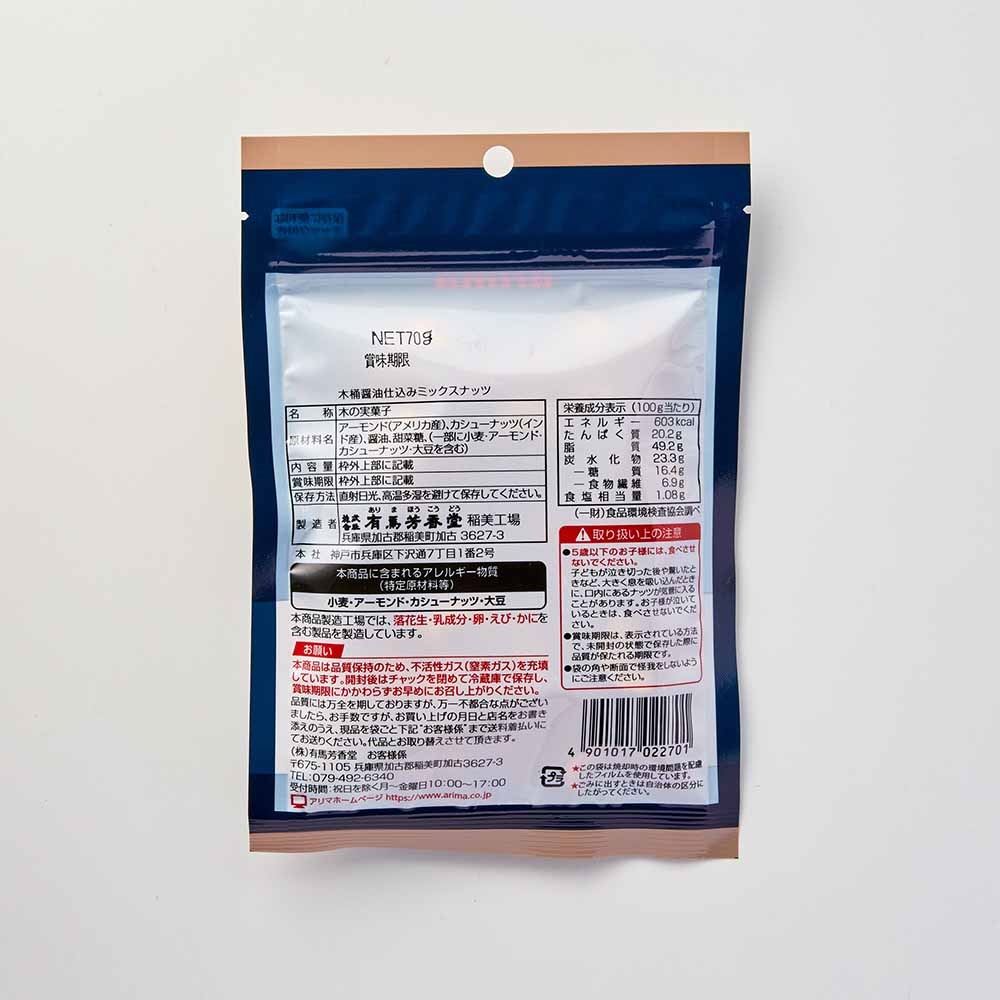 NET70g
賞味期限
木桶醤油仕込みミックスナッツ
名 称 木の実菓子
原材料名 アーモンド(アメリカ産)、カシューナッツ(イン
ド産)、醤油、甜菜糖、(一部に小麦・アーモンド・
カシューナッツ・大豆を含む)
内容量 枠外上部に記載
賞味期限 枠外上部に記載
保存方法 直射日光、高温多湿を避けて保存してください。
製造者 株式会社 有馬芳香堂 稲美工場
ありま ほうこうどう
兵庫県加古郡稲美町加古 3627-3
本 社 神戸市兵庫区下沢通7丁目1番2号
本商品に含まれるアレルギー物質
(特定原材料等)
小麦・アーモンド・カシューナッツ・大豆
本商品製造工場では、落花生・乳成分・卵・えび・かにを
含む製品を製造しています。
お願い
本商品は品質保持のため、不活性ガス(窒素ガス)を充填
しています。開封後はチャックを閉めて冷蔵庫で保存し、
賞味期限にかかわらずお早めにお召し上がりください。
品質には万全を期しておりますが、万一不都合な点がござい
ましたら、お手数ですが、お買い上げの月日と店名をお書き
添えのうえ、現品を袋ごと下記"お客様係"まで送料着払いに
てお送りください。代品とお取り替えさせて頂きます。
(株)有馬芳香堂 お客様係
〒675-1105 兵庫県加古郡稲美町加古3627-3
TEL:079-492-6340
受付時間:祝日を除く月〜金曜日10:00〜17:00
アリマホームページ https://www.arima.co.jp
栄養成分表示(100g当たり)
エネルギー 603kcal
たんぱく質 20.2g
脂質 49.2g
炭水化物 23.3g
―糖質 16.4g
―食物繊維 6.9g
食塩相当量 1.08g
(一財)食品環境検査協会調べ
取り扱い上の注意
●5歳以下のお子様には、食べさせ
ないでください。
子どもが泣き切った後や驚いたと
きなど、大きく息を吸い込んだとき
に、口内にあるナッツが気管に入る
ことがあります。お子様が泣いて
いるときは、食べさせないでくだ
さい。
●賞味期限は、表示されている方法
で、未開封の状態で保存した際に
品質が保たれる期限です。
●袋の角や断面で怪我をしないよう
にご注意ください。
4 901017 022701
プラ
★この袋は焼却時の環境問題を配慮
したフィルムを使用しています。
★ごみに出すときは自治体の区分に
したがってください。